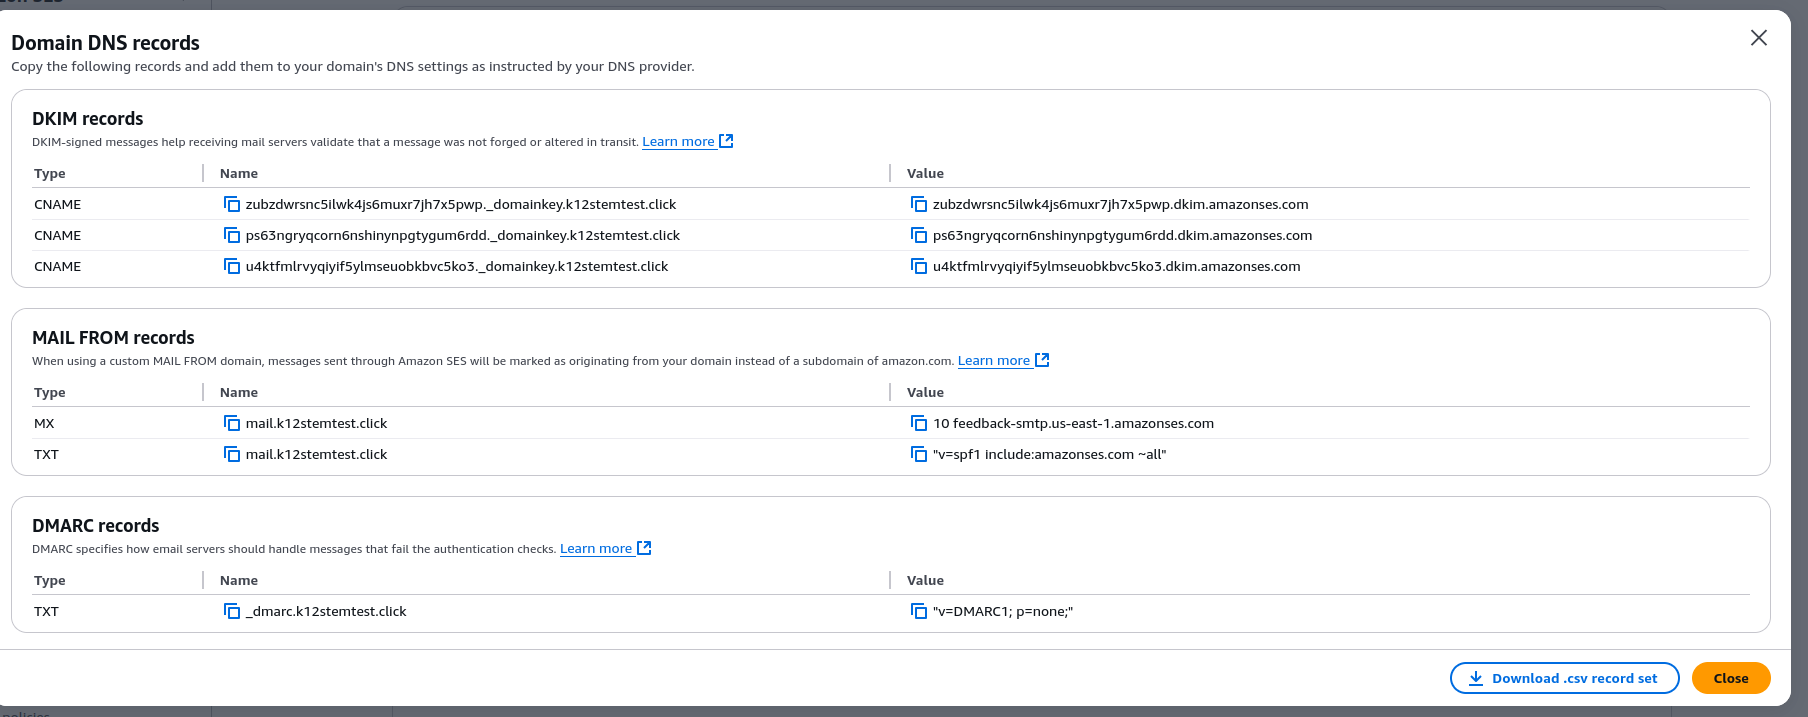 Domain DNS records
Copy the following records and add them to your domain's DNS settings as instructed by your DNS provider.
DKIM records
DKIM-signed messages help receiving mail servers validate that a message was not forged or altered in transit. Learn more
Type Name Value
CNAME zubzdwrsnc5ilwk4js6muxr7jh7x5pwp._domainkey.k12stemtest.click zubzdwrsnc5ilwk4js6muxr7jh7x5pwp.dkim.amazonses.com
CNAME ps63ngryqcorn6nshinynpgtygum6rdd._domainkey.k12stemtest.click ps63ngryqcorn6nshinynpgtygum6rdd.dkim.amazonses.com
CNAME u4ktfmlrvyqiyif5ylmseuobkbvc5ko3._domainkey.k12stemtest.click u4ktfmlrvyqiyif5ylmseuobkbvc5ko3.dkim.amazonses.com
MAIL FROM records
When using a custom MAIL FROM domain, messages sent through Amazon SES will be marked as originating from your domain instead of a subdomain of amazon.com. Learn more
Type Name Value
MX mail.k12stemtest.click 10 feedback-smtp.us-east-1.amazonses.com
TXT mail.k12stemtest.click "v=spf1 include:amazonses.com ~all"
DMARC records
DMARC specifies how email servers should handle messages that fail the authentication checks. Learn more
Type Name Value
TXT _dmarc.k12stemtest.click "v=DMARC1; p=none;"
Download .csv record set Close